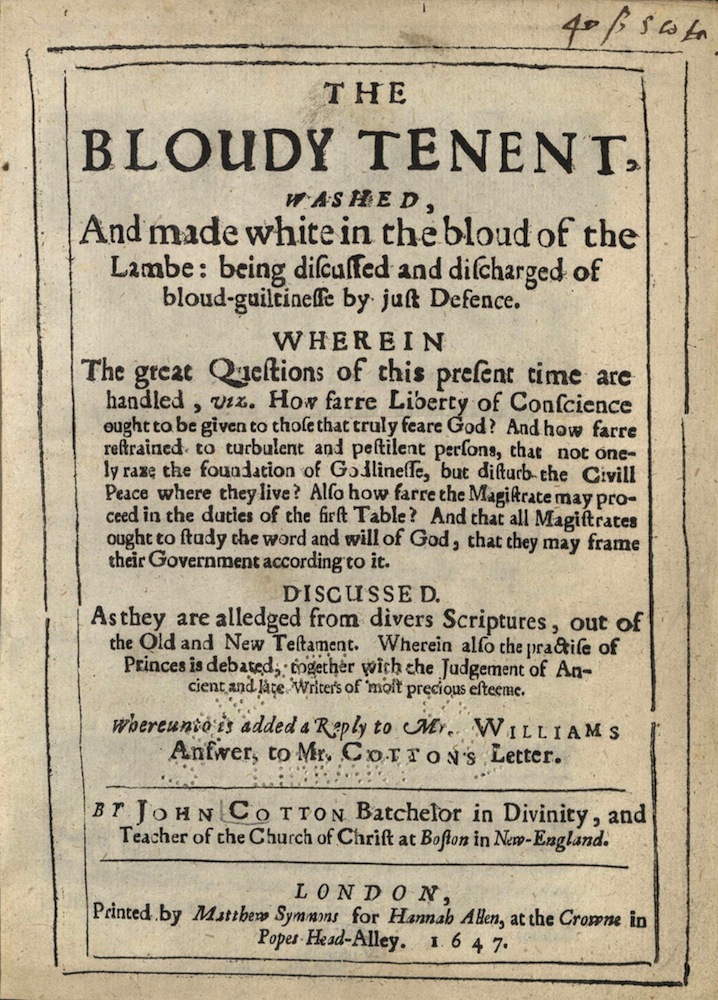 THE
BLOUDY TENENT,
WASHED,
And made white in the bloud of the
Lambe: being diſcuſſed and diſcharged of
bloud-guiltineſſe by juſt Defence.
WHEREIN
The great Queſtions of this preſent time are
handled, viz. How farre Liberty of Conſcience
ought to be given to thoſe that truly feare God? And how farre
reſtrained to turbulent and peſtilent perſons, that not one-
ly raze the foundation of Godlineſſe, but diſturb the Civill
Peace where they live? Alſo how farre the Magiſtrate may pro-
ceed in the duties of the firſt Table? And that all Magiſtrates
ought to ſtudy the word and will of God, that they may frame
their Government according to it.
DISCUSSED.
As they are alledged from divers Scriptures, out of
the Old and New Teſtament. Wherein alſo the practiſe of
Princes is debated, together with the Judgement of An-
cient and late Writers of moſt precious eſteeme.
Whereunto is added a Reply to Mr. WILLIAMS
Anſwer, to Mr. COTTONS Letter.
BY JOHN COTTON Batchelor in Divinity, and
Teacher of the Church of Chriſt at Boſton in New-England.
LONDON,
Printed by Matthew Symmons for Hannah Allen, at the Crowne in
Popes-Head-Alley. 1647.